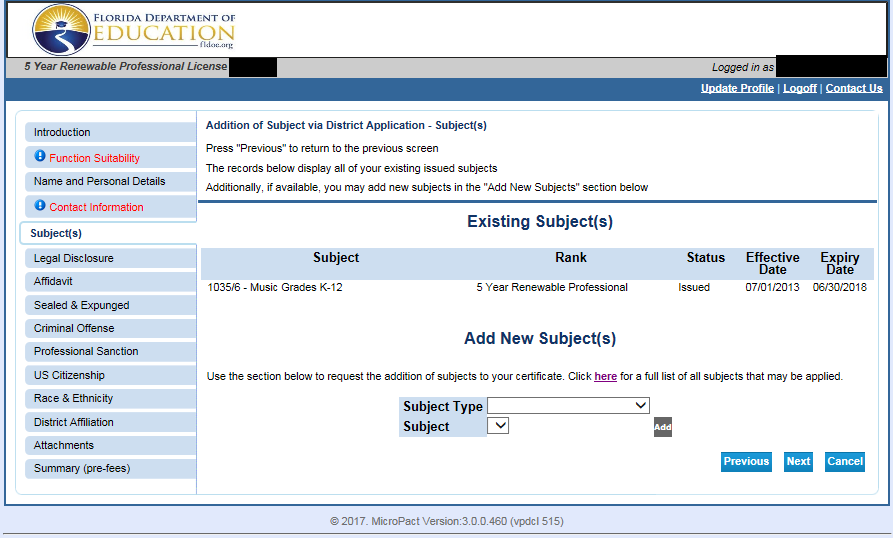 FLORIDA DEPARTMENT OF
EDUCATION
fldoe.org
5 Year Renewable Professional License
Logged in as
Update Profile | Logoff | Contact Us
Introduction
Function Suitability
Name and Personal Details
Contact Information
Subject(s)
Legal Disclosure
Affidavit
Sealed & Expunged
Criminal Offense
Professional Sanction
US Citizenship
Race & Ethnicity
District Affiliation
Attachments
Summary (pre-fees)
Addition of Subject via District Application - Subject(s)
Press "Previous" to return to the previous screen
The records below display all of your existing issued subjects
Additionally, if available, you may add new subjects in the "Add New Subjects" section below
Existing Subject(s)
Subject Rank Status Effective Date Expiry Date
1035/6 - Music Grades K-12 5 Year Renewable Professional Issued 07/01/2013 06/30/2018
Add New Subject(s)
Use the section below to request the addition of subjects to your certificate. Click here for a full list of all subjects that may be applied.
Subject Type
Subject Add
Previous Next Cancel
© 2017. MicroPact Version:3.0.0.460 (vpdcl 515)